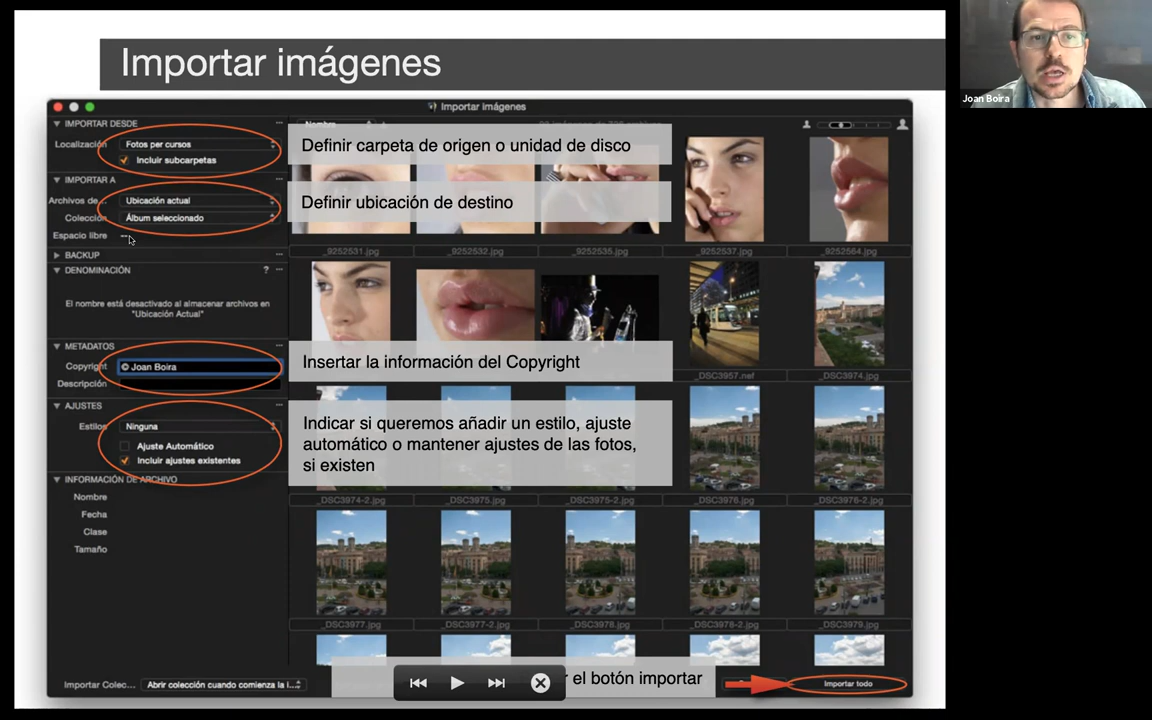 Importar imágenes
Joan Boira
Importar imágenes
IMPORTAR DESDE
Localización
Fotos per cursos
Incluir subcarpetas
IMPORTAR A
Archivos de...
Ubicación actual
Colección
Álbum seleccionado
Espacio libre
BACKUP
DENOMINACIÓN ?
El nombre está desactivado al almacenar archivos en
"Ubicación Actual"
METADATOS
Copyright
© Joan Boira
Descripción
AJUSTES
Estilos
Ninguna
Ajuste Automático
Incluir ajustes existentes
INFORMACIÓN DE ARCHIVO
Nombre
Fecha
Clase
Tamaño
Importar Colec...
Abrir colección cuando comienza la i...
Nombre
Definir carpeta de origen o unidad de disco
Definir ubicación de destino
_9252531.jpg _9252532.jpg _9252535.jpg _9252537.jpg _9252564.jpg
Insertar la información del Copyright
_DSC3957.nef _DSC3974.jpg
Indicar si queremos añadir un estilo, ajuste
automático o mantener ajustes de las fotos,
si existen
_DSC3974-2.jpg _DSC3975.jpg _DSC3975-2.jpg _DSC3976.jpg _DSC3976-2.jpg
_DSC3977.jpg _DSC3977-2.jpg _DSC3978.jpg _DSC3978-2.jpg _DSC3979.jpg
el botón importar
Importar todo